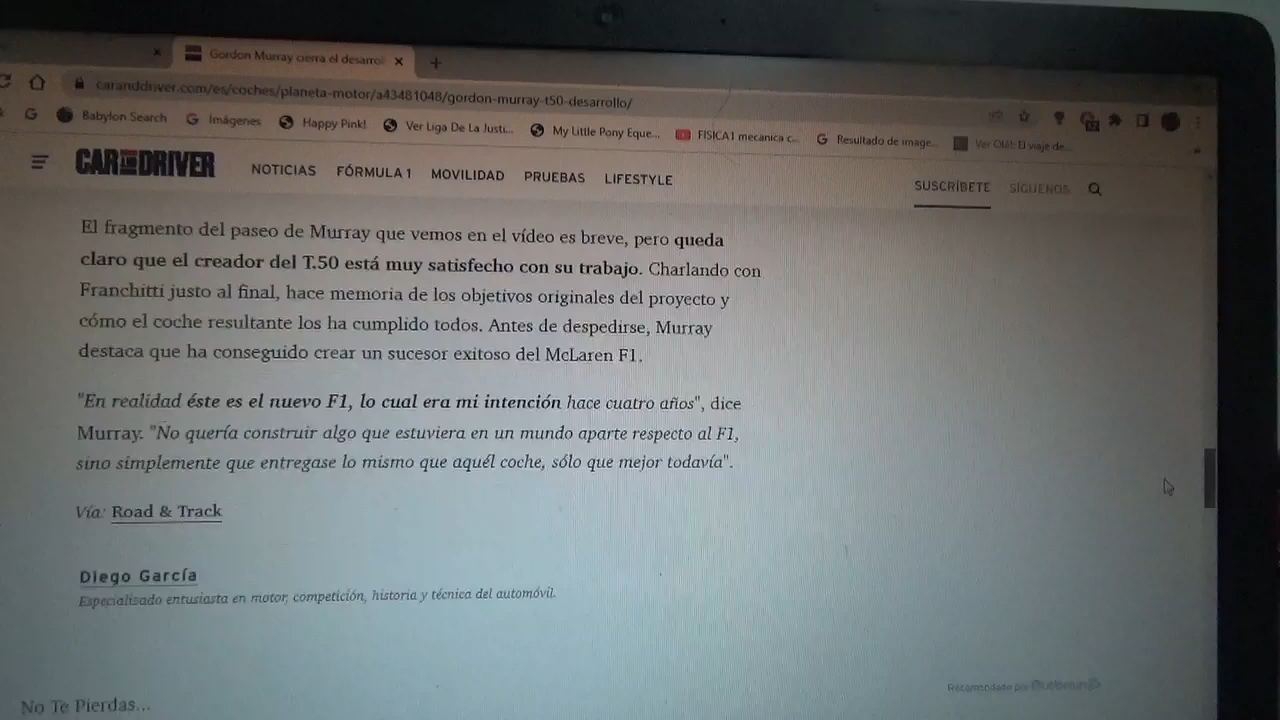 Gordon Murray cierra el desarrol
caranddriver.com/es/coches/planeta-motor/a43481048/gordon-murray-t50-desarrollo/
Babylon Search Imágenes Happy Pink! Ver Liga De La Justi... My Little Pony Eque... FISICA1 mecanica c... Resultado de image... Ver Olé! El viaje de...
CAR AND DRIVER NOTICIAS FÓRMULA 1 MOVILIDAD PRUEBAS LIFESTYLE SUSCRÍBETE SÍGUENOS
El fragmento del paseo de Murray que vemos en el vídeo es breve, pero queda
claro que el creador del T.50 está muy satisfecho con su trabajo. Charlando con
Franchitti justo al final, hace memoria de los objetivos originales del proyecto y
cómo el coche resultante los ha cumplido todos. Antes de despedirse, Murray
destaca que ha conseguido crear un sucesor exitoso del McLaren F1.
"En realidad éste es el nuevo F1, lo cual era mi intención hace cuatro años", dice
Murray. "No quería construir algo que estuviera en un mundo aparte respecto al F1,
sino simplemente que entregase lo mismo que aquél coche, sólo que mejor todavía".
Vía: Road & Track
Diego García
Especialisado entusiasta en motor, competición, historia y técnica del automóvil.
Recomendado por
No Te Pierdas...